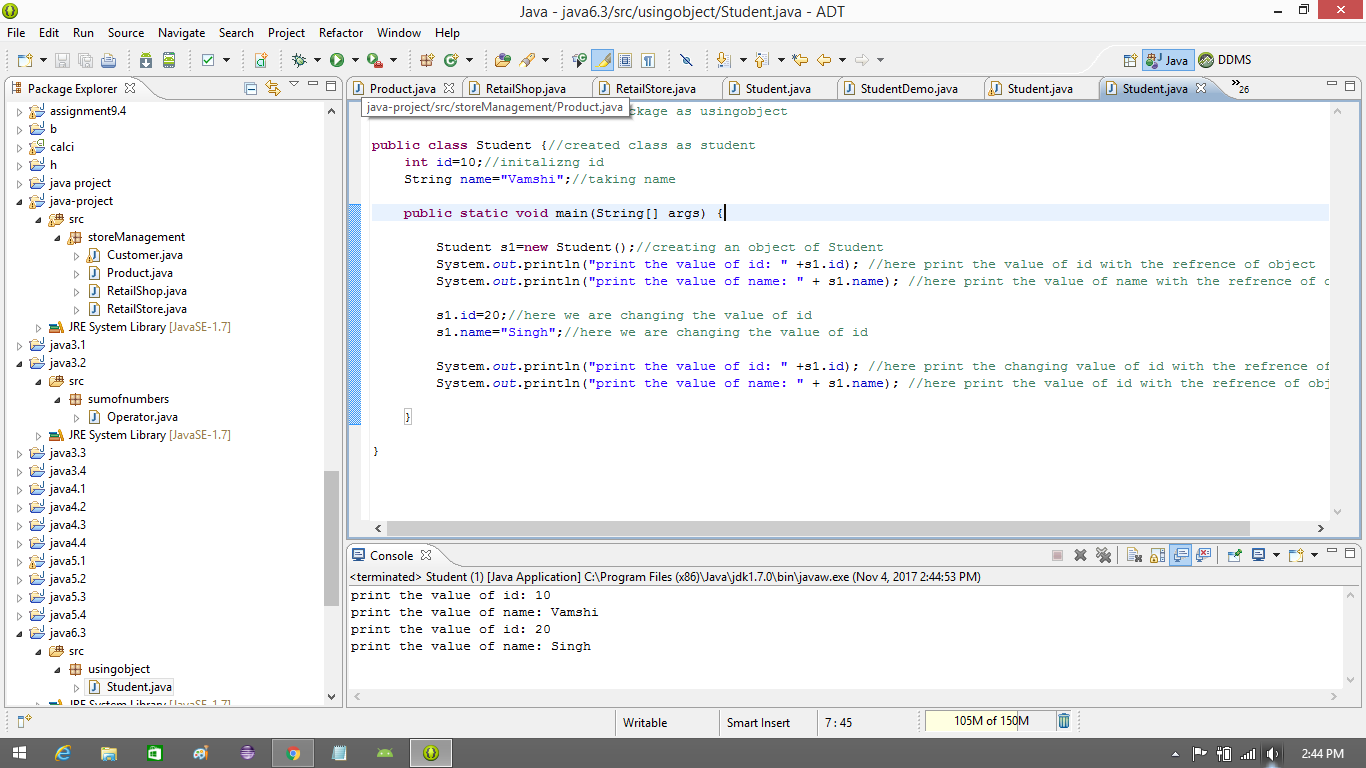 Java - java6.3/src/usingobject/Student.java - ADT
File Edit Run Source Navigate Search Project Refactor Window Help
Java DDMS
Package Explorer
assignment9.4
b
calci
h
java project
java-project
src
storeManagement
Customer.java
Product.java
RetailShop.java
RetailStore.java
JRE System Library [JavaSE-1.7]
java3.1
java3.2
src
sumofnumbers
Operator.java
JRE System Library [JavaSE-1.7]
java3.3
java3.4
java4.1
java4.2
java4.3
java4.4
java5.1
java5.2
java5.3
java5.4
java6.3
src
usingobject
Student.java
JRE System Library [JavaSE-1.7]
Product.java RetailShop.java RetailStore.java Student.java StudentDemo.java Student.java Student.java »26
java-project/src/storeManagement/Product.java
ckage as usingobject
public class Student {//created class as student
int id=10;//initalizng id
String name="Vamshi";//taking name
public static void main(String[] args) {
Student s1=new Student();//creating an object of Student
System.out.println("print the value of id: " +s1.id); //here print the value of id with the refrence of object
System.out.println("print the value of name: " + s1.name); //here print the value of name with the refrence of
s1.id=20;//here we are changing the value of id
s1.name="Singh";//here we are changing the value of id
System.out.println("print the value of id: " +s1.id); //here print the changing value of id with the refrence of
System.out.println("print the value of name: " + s1.name); //here print the value of id with the refrence of obj
}
}
Console
<terminated> Student (1) [Java Application] C:\Program Files (x86)\Java\jdk1.7.0\bin\javaw.exe (Nov 4, 2017 2:44:53 PM)
print the value of id: 10
print the value of name: Vamshi
print the value of id: 20
print the value of name: Singh
Writable Smart Insert 7 : 45 105M of 150M
2:44 PM